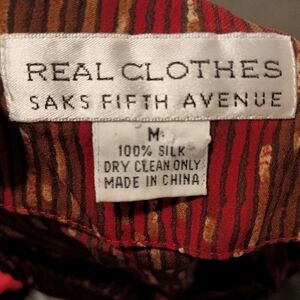 REAL CLOTHES
SAKS FIFTH AVENUE
M
100% SILK
DRY CLEAN ONLY
MADE IN CHINA